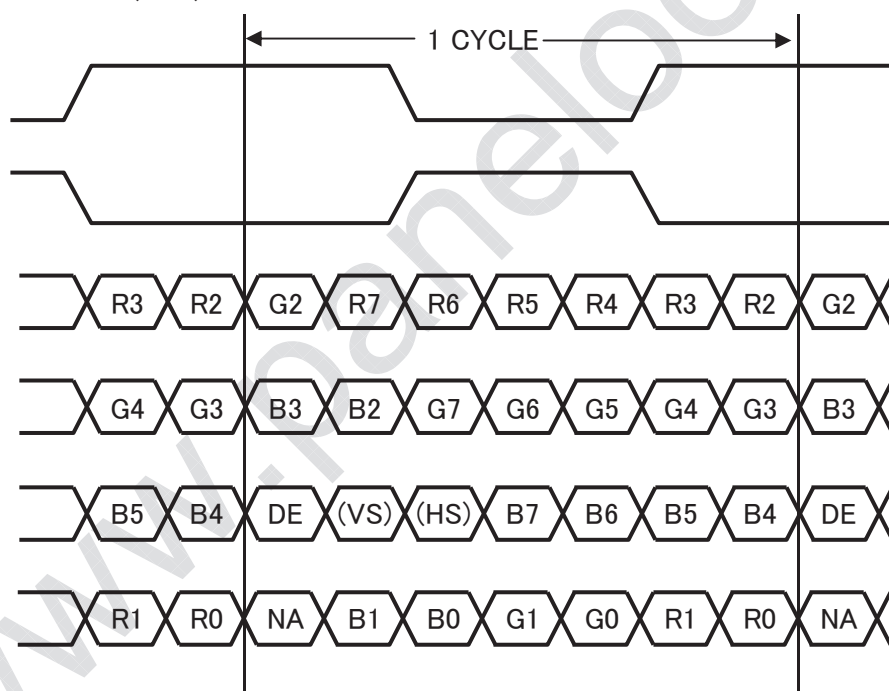 1 CYCLE
R3 R2 G2 R7 R6 R5 R4 R3 R2 G2
G4 G3 B3 B2 G7 G6 G5 G4 G3 B3
B5 B4 DE (VS) (HS) B7 B6 B5 B4 DE
R1 R0 NA B1 B0 G1 G0 R1 R0 NA
www.paneloo